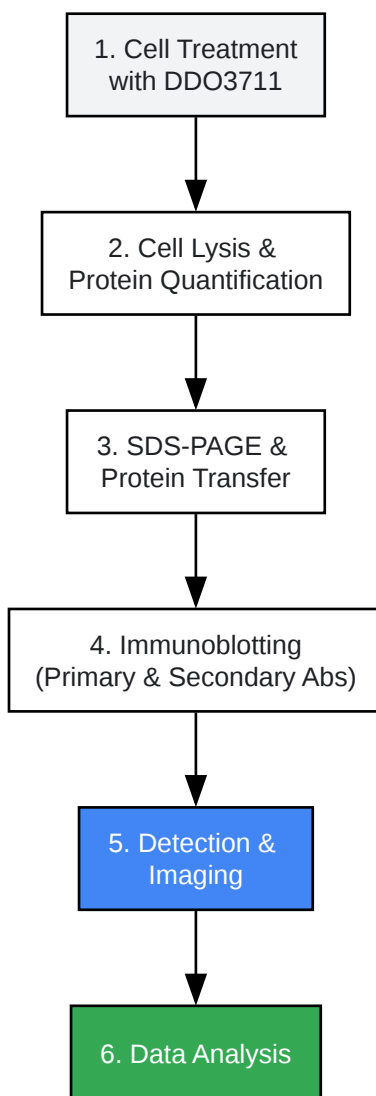 1. Cell Treatment
with DDO3711
2. Cell Lysis &
Protein Quantification
3. SDS-PAGE &
Protein Transfer
4. Immunoblotting
(Primary & Secondary Abs)
5. Detection &
Imaging
6. Data Analysis